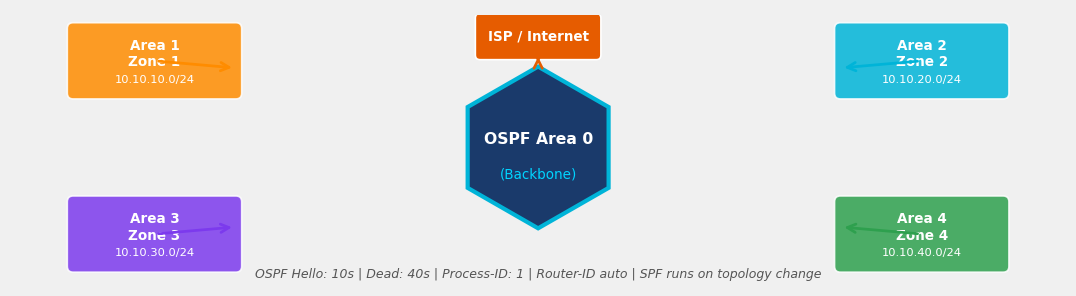 ISP / Internet
Area 1
Zone 1
10.10.10.0/24
Area 2
Zone 2
10.10.20.0/24
OSPF Area 0
(Backbone)
Area 3
Zone 3
10.10.30.0/24
Area 4
Zone 4
10.10.40.0/24
OSPF Hello: 10s | Dead: 40s | Process-ID: 1 | Router-ID auto | SPF runs on topology change